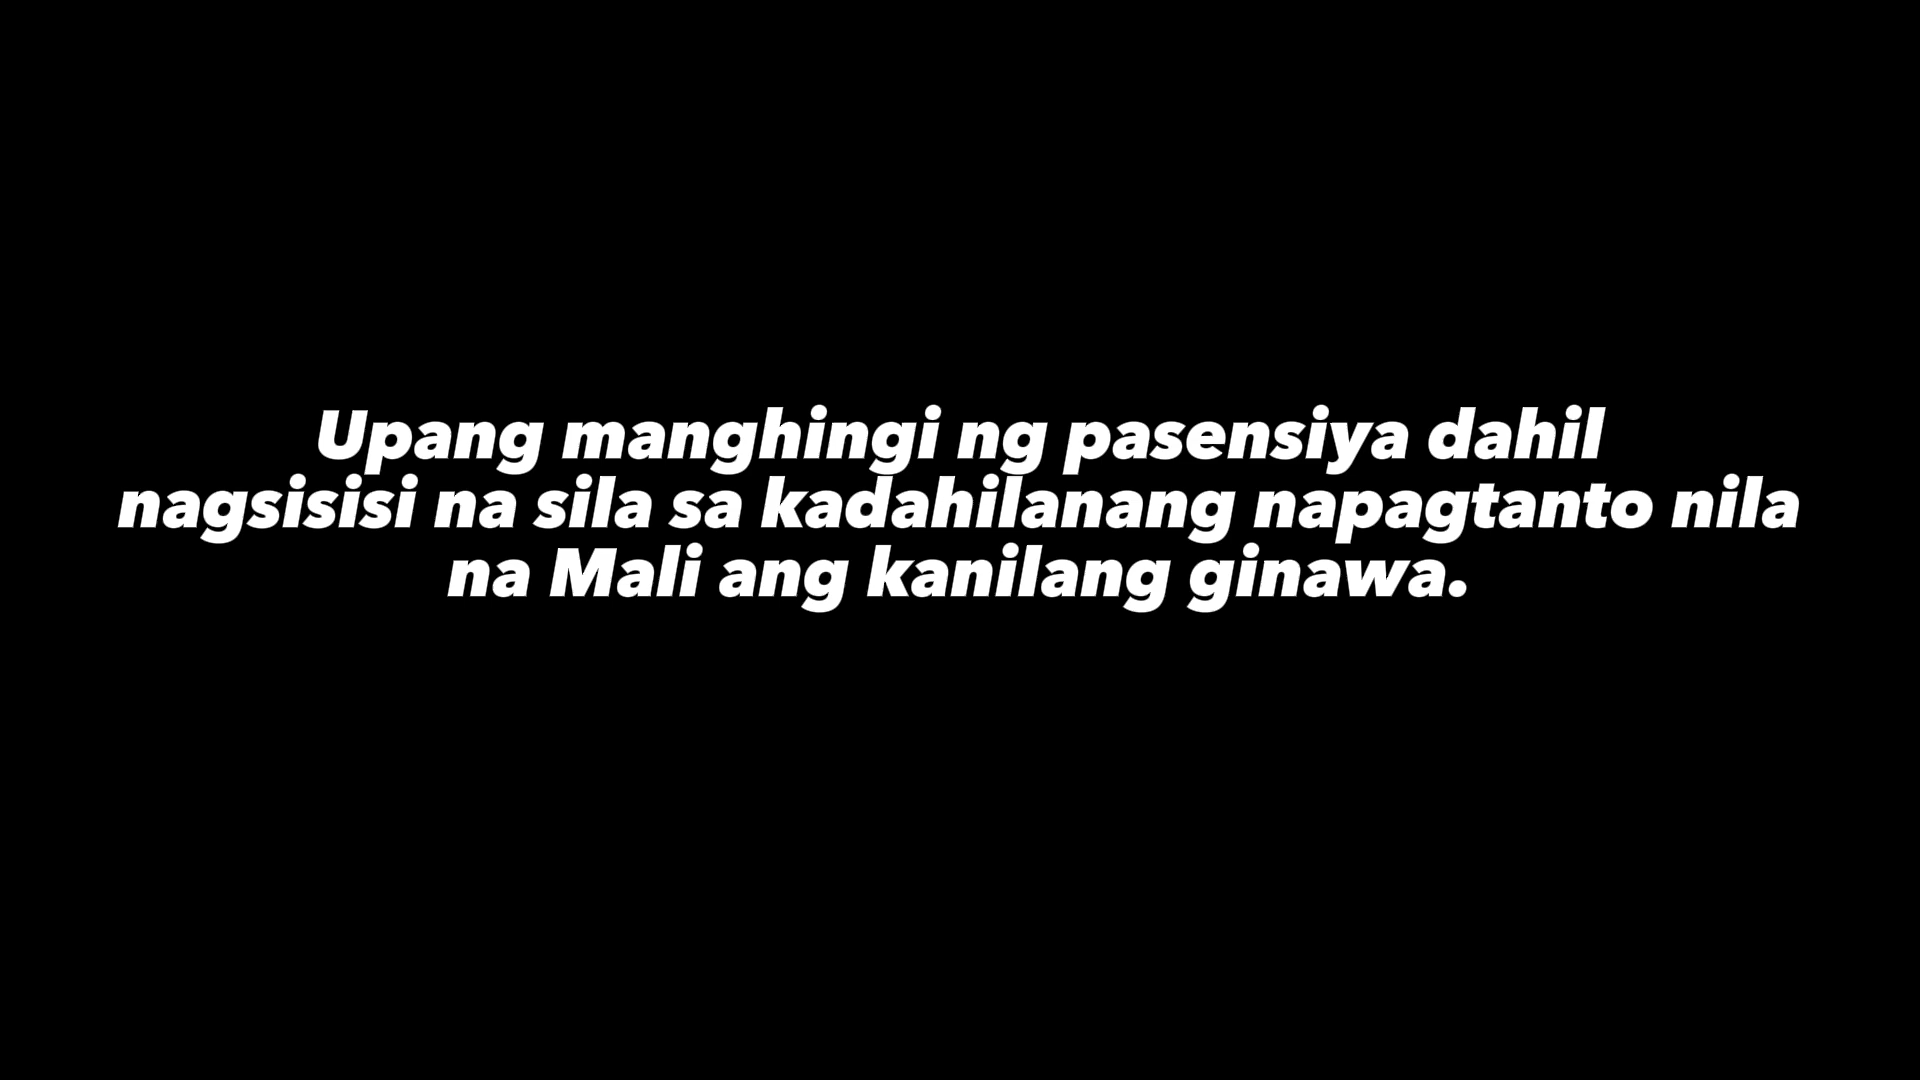 Upang manghingi ng pasensiya dahil
nagsisisi na sila sa kadahilanang napagtanto nila
na Mali ang kanilang ginawa.